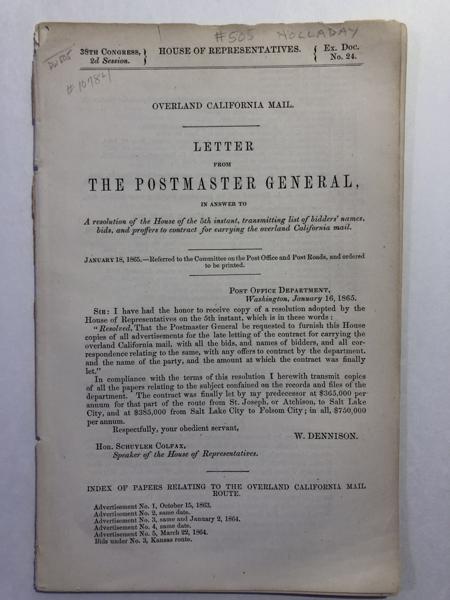 #505 HOLLADAY
38TH CONGRESS, } HOUSE OF REPRESENTATIVES. { Ex. Doc.
2d Session. No. 24.
#10784
OVERLAND CALIFORNIA MAIL.
LETTER
FROM
THE POSTMASTER GENERAL,
IN ANSWER TO
A resolution of the House of the 5th instant, transmitting list of bidders' names,
bids, and proffers to contract for carrying the overland California mail.
JANUARY 18, 1865.—Referred to the Committee on the Post Office and Post Roads, and ordered
to be printed.
POST OFFICE DEPARTMENT,
Washington, January 16, 1865.
SIR: I have had the honor to receive copy of a resolution adopted by the
House of Representatives on the 5th instant, which is in these words:
"Resolved, That the Postmaster General be requested to furnish this House
copies of all advertisements for the late letting of the contract for carrying the
overland California mail, with all the bids, and names of bidders, and all cor-
respondence relating to the same, with any offers to contract by the department,
and the name of the party, and the amount at which the contract was finally
let."
In compliance with the terms of this resolution I herewith transmit copies
of all the papers relating to the subject contained on the records and files of the
department. The contract was finally let by my predecessor at $365,000 per
annum for that part of the route from St. Joseph, or Atchison, to Salt Lake
City, and at $385,000 from Salt Lake City to Folsom City; in all, $750,000
per annum.
Respectfully, your obedient servant,
W. DENNISON.
Hon. SCHUYLER COLFAX,
Speaker of the House of Representatives.
INDEX OF PAPERS RELATING TO THE OVERLAND CALIFORNIA MAIL
ROUTE.
Advertisement No. 1, October 15, 1863.
Advertisement No. 2, same date.
Advertisement No. 3, same and January 2, 1864.
Advertisement No. 4, same date.
Advertisement No. 5, March 22, 1864.
Bids under No. 3, Kansas route.